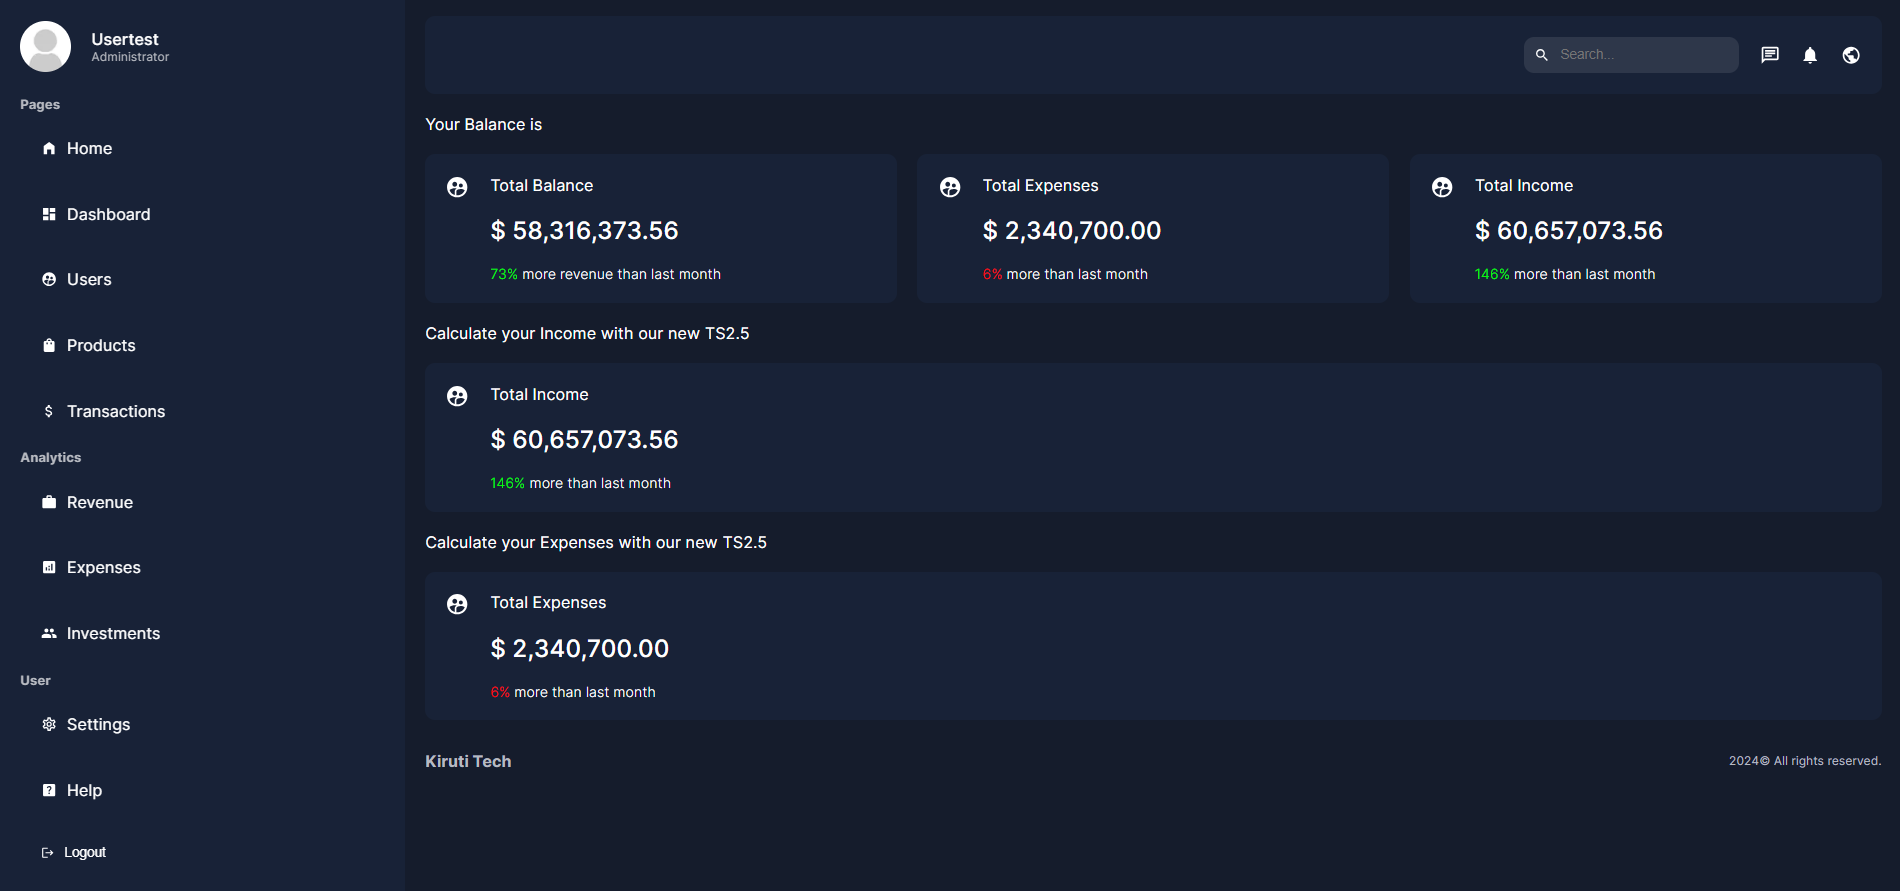 Usertest
Administrator
Pages
Home
Dashboard
Users
Products
Transactions
Analytics
Revenue
Expenses
Investments
User
Settings
Help
Logout
Search...
Your Balance is
Total Balance
$ 58,316,373.56
73% more revenue than last month
Total Expenses
$ 2,340,700.00
6% more than last month
Total Income
$ 60,657,073.56
146% more than last month
Calculate your Income with our new TS2.5
Total Income
$ 60,657,073.56
146% more than last month
Calculate your Expenses with our new TS2.5
Total Expenses
$ 2,340,700.00
6% more than last month
Kiruti Tech
2024© All rights reserved.